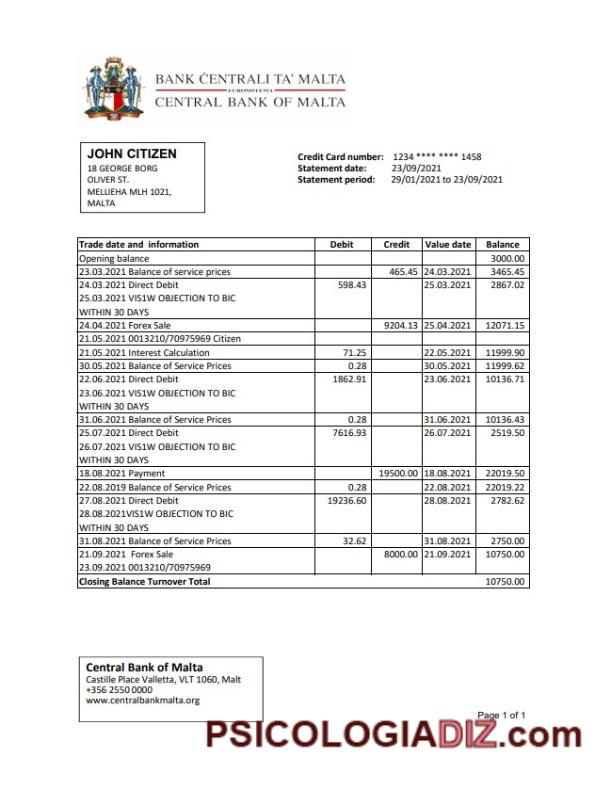 BANK ĊENTRALI TA' MALTA
EUROSISTEMA
CENTRAL BANK OF MALTA
JOHN CITIZEN
18 GEORGE BORG
OLIVER ST.
MELLIEHA MLH 1021,
MALTA
Credit Card number: 1234 **** **** 1458
Statement date: 23/09/2021
Statement period: 29/01/2021 to 23/09/2021
Trade date and information Debit Credit Value date Balance
Opening balance 3000.00
23.03.2021 Balance of service prices 465.45 24.03.2021 3465.45
24.03.2021 Direct Debit 598.43 25.03.2021 2867.02
25.03.2021 VIS1W OBJECTION TO BIC
WITHIN 30 DAYS
24.04.2021 Forex Sale 9204.13 25.04.2021 12071.15
21.05.2021 0013210/70975969 Citizen
21.05.2021 Interest Calculation 71.25 22.05.2021 11999.90
30.05.2021 Balance of Service Prices 0.28 30.05.2021 11999.62
22.06.2021 Direct Debit 1862.91 23.06.2021 10136.71
23.06.2021 VIS1W OBJECTION TO BIC
WITHIN 30 DAYS
31.06.2021 Balance of Service Prices 0.28 31.06.2021 10136.43
25.07.2021 Direct Debit 7616.93 26.07.2021 2519.50
26.07.2021 VIS1W OBJECTION TO BIC
WITHIN 30 DAYS
18.08.2021 Payment 19500.00 18.08.2021 22019.50
22.08.2019 Balance of Service Prices 0.28 22.08.2021 22019.22
27.08.2021 Direct Debit 19236.60 28.08.2021 2782.62
28.08.2021VIS1W OBJECTION TO BIC
WITHIN 30 DAYS
31.08.2021 Balance of Service Prices 32.62 31.08.2021 2750.00
21.09.2021 Forex Sale 8000.00 21.09.2021 10750.00
23.09.2021 0013210/70975969
Closing Balance Turnover Total 10750.00
Central Bank of Malta
Castille Place Valletta, VLT 1060, Malt
+356 2550 0000
www.centralbankmalta.org
Page 1 of 1
PSICOLOGIADIZ.com